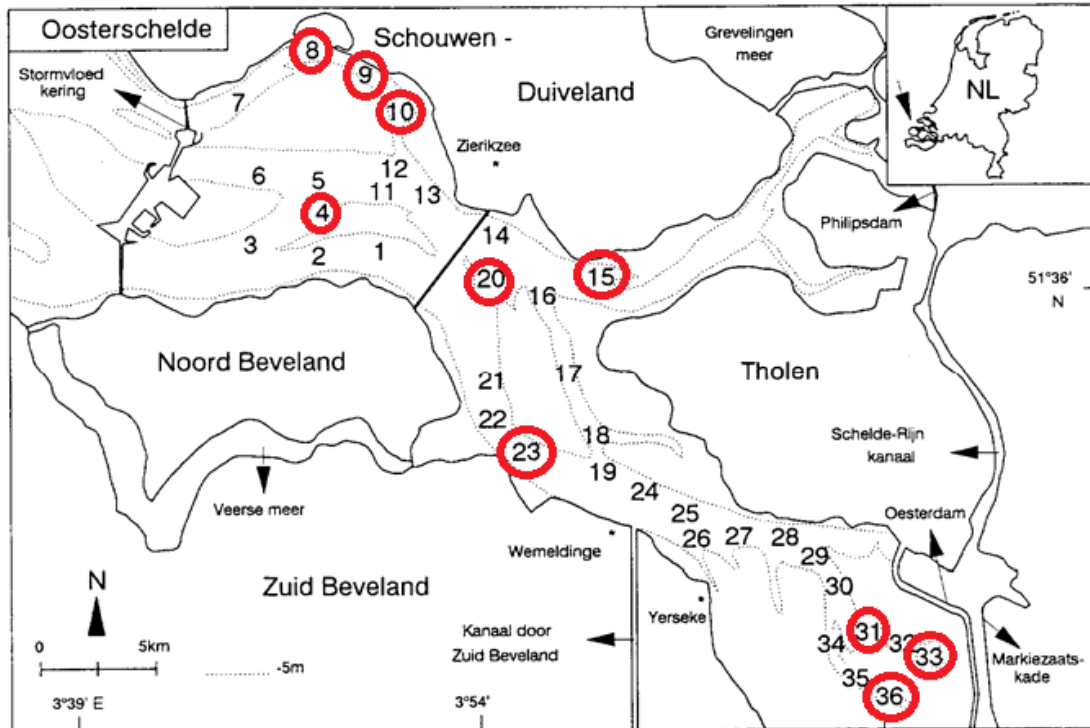 Oosterschelde
Schouwen -
Duiveland
Grevelingen
meer
NL
Stormvloed
kering
8
9
7
10
Zierikzee
12
6
5
11
13
4
Philipsdam
14
3
2
1
15
20
16
51°36'
N
Noord Beveland
21
17
Tholen
22
18
23
19
Schelde-Rijn
kanaal
24
Veerse meer
25
Oesterdam
26
27
28
Wemeldinge
29
N
Zuid Beveland
30
Yerseke
31
0
5km
Kanaal door
Zuid Beveland
34
32
33
Markiezaats-
kade
-5m
35
36
3°39' E
3°54'